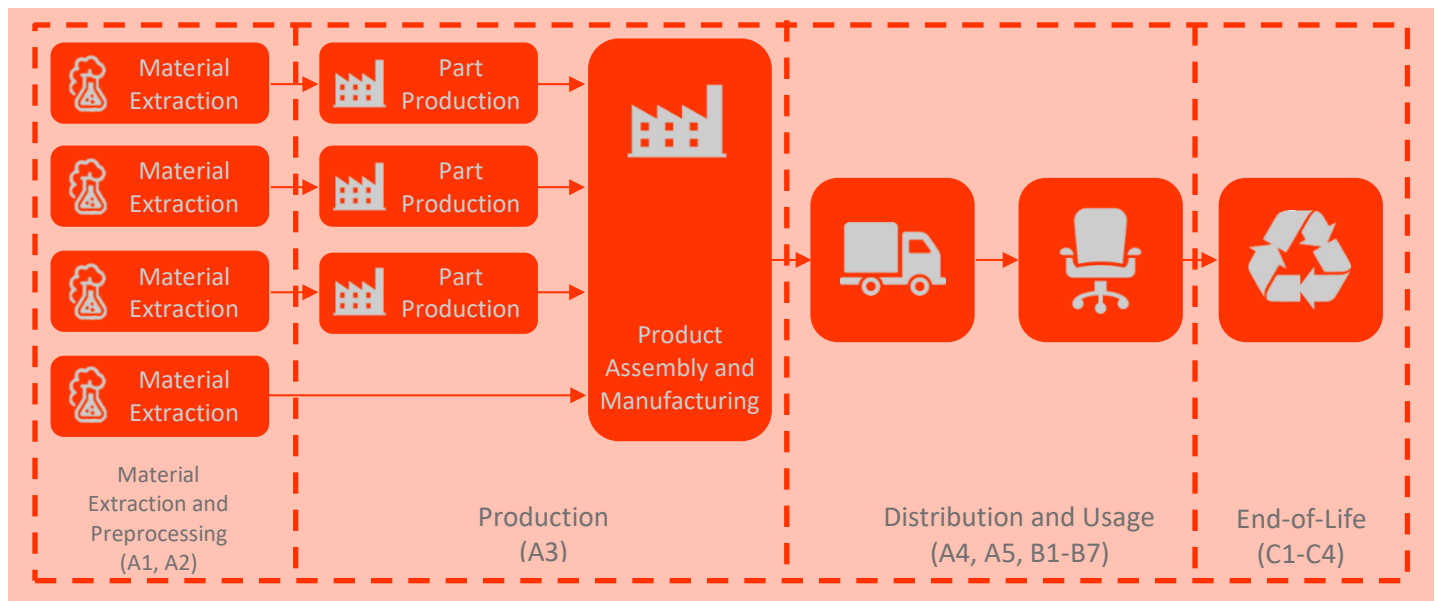 Material
Extraction
Part
Production
Material
Extraction
Part
Production
Material
Extraction
Part
Production
Material
Extraction
Product
Assembly and
Manufacturing
Material
Extraction and
Preprocessing
(A1, A2)
Production
(A3)
Distribution and Usage
(A4, A5, B1-B7)
End-of-Life
(C1-C4)